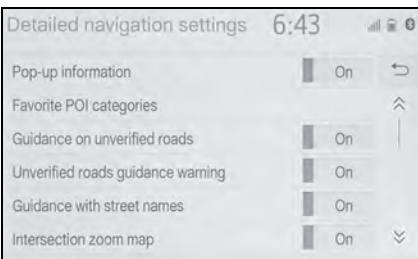 Detailed navigation settings 6:43
Pop-up information On
Favorite POI categories
Guidance on unverified roads On
Unverified roads guidance warning On
Guidance with street names On
Intersection zoom map On